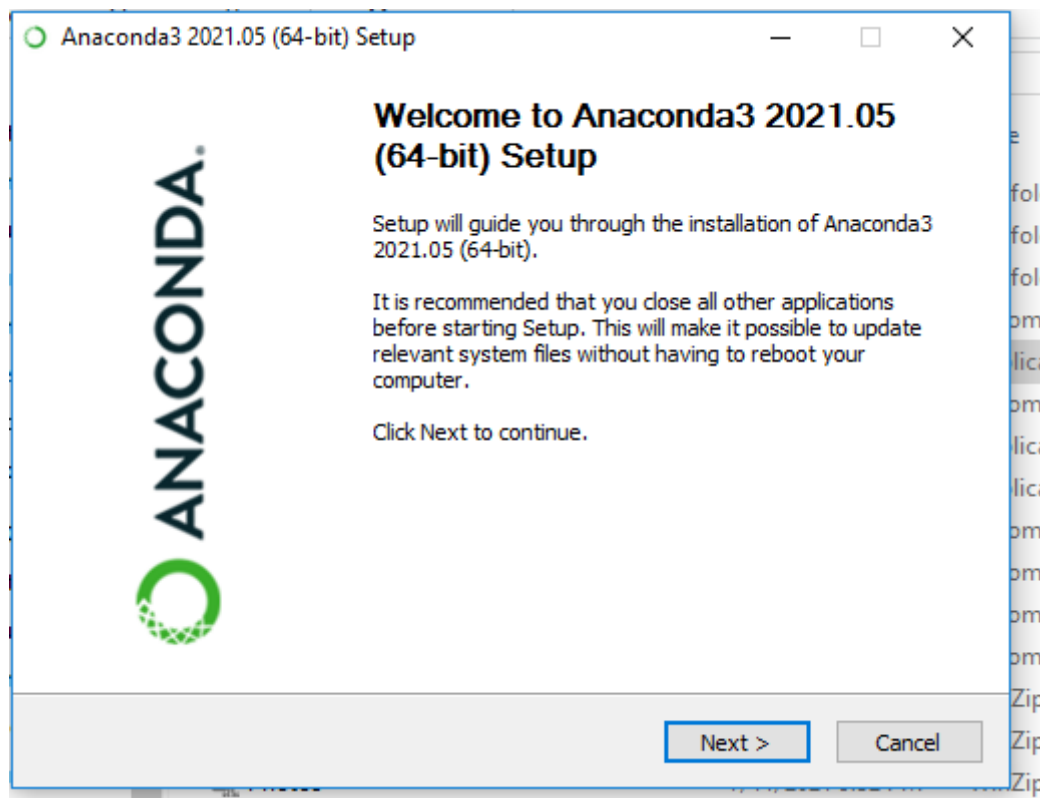 Anaconda3 2021.05 (64-bit) Setup
Welcome to Anaconda3 2021.05
(64-bit) Setup
Setup will guide you through the installation of Anaconda3
2021.05 (64-bit).
It is recommended that you close all other applications
before starting Setup. This will make it possible to update
relevant system files without having to reboot your
computer.
Click Next to continue.
ANACONDA.
Next >
Cancel